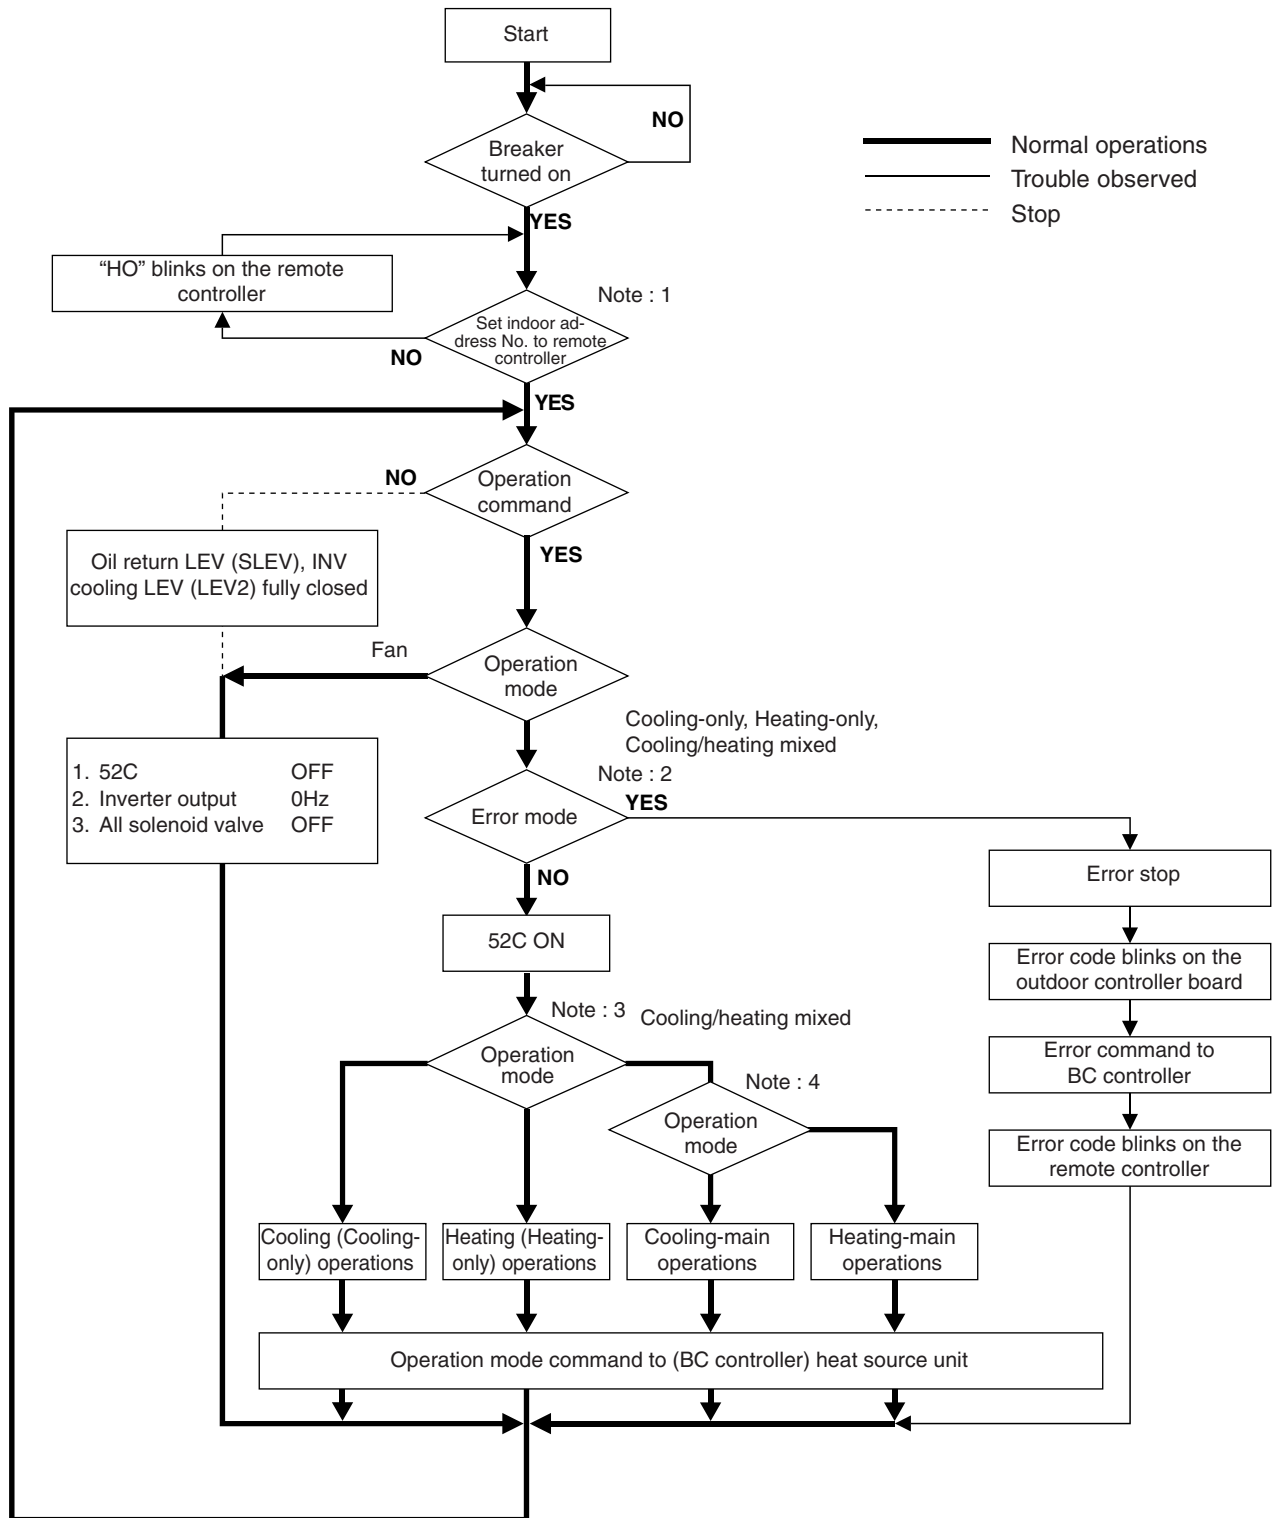 Start
NO
Breaker
turned on
Normal operations
Trouble observed
Stop
YES
“HO” blinks on the remote
controller
Note : 1
Set indoor ad-
dress No. to remote
controller
NO
YES
NO
Operation
command
Oil return LEV (SLEV), INV
cooling LEV (LEV2) fully closed
YES
Fan
Operation
mode
Cooling-only, Heating-only,
Cooling/heating mixed
Note : 2
YES
1. 52C OFF
2. Inverter output 0Hz
3. All solenoid valve OFF
Error mode
NO
Error stop
52C ON
Error code blinks on the
outdoor controller board
Note : 3
Cooling/heating mixed
Operation
mode
Error command to
BC controller
Note : 4
Operation
mode
Error code blinks on the
remote controller
Cooling (Cooling-
only) operations
Heating (Heating-
only) operations
Cooling-main
operations
Heating-main
operations
Operation mode command to (BC controller) heat source unit